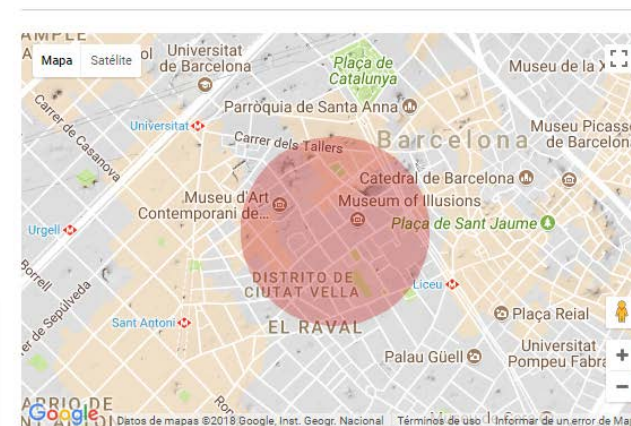 AMPLE
Mapa Satélite
Universitat
de Barcelona
Plaça de
Catalunya
Museu de la X
Parròquia de Santa Anna
Carrer de Casanova
Universitat
Carrer dels Tallers
Barcelona
Museu Picasso
de Barcelona
Catedral de Barcelona
Museu d'Art
Contemporani de...
Museum of Illusions
Plaça de Sant Jaume
Urgell
Borrell
DISTRITO DE
CIUTAT VELLA
Liceu
er de Sepúlveda
Sant Antoni
EL RAVAL
Plaça Reial
Palau Güell
Universitat
Pompeu Fabra
+
−
BARRIO DE
Google
Datos de mapas ©2018 Google, Inst. Geogr. Nacional Términos de uso Informar de un error de Maps